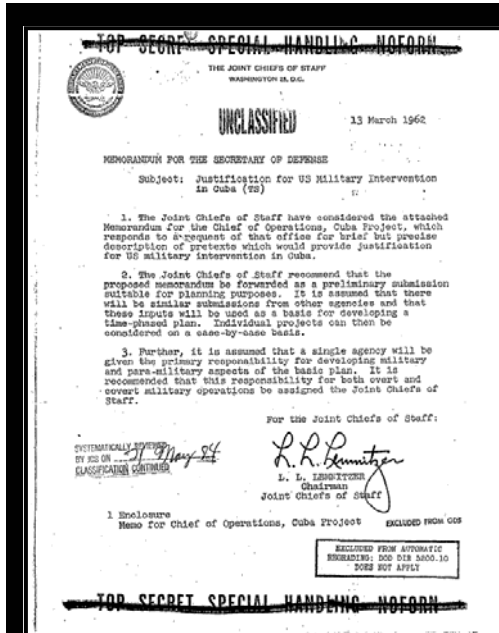 TOP SECRET SPECIAL HANDLING NOFORN
THE JOINT CHIEFS OF STAFF
WASHINGTON 25, D.C.
UNCLASSIFIED
13 March 1962
MEMORANDUM FOR THE SECRETARY OF DEFENSE
Subject: Justification for US Military Intervention
in Cuba (TS)
1. The Joint Chiefs of Staff have considered the attached
Memorandum for the Chief of Operations, Cuba Project, which
responds to a request of that office for brief but precise
description of pretexts which would provide justification
for US military intervention in Cuba.
2. The Joint Chiefs of Staff recommend that the
proposed memorandum be forwarded as a preliminary submission
suitable for planning purposes. It is assumed that there
will be similar submissions from other agencies and that
these inputs will be used as a basis for developing a
time-phased plan. Individual projects can then be
considered on a case-by-case basis.
3. Further, it is assumed that a single agency will be
given the primary responsibility for developing military
and para-military aspects of the basic plan. It is
recommended that this responsibility for both overt and
covert military operations be assigned the Joint Chiefs of
Staff.
For the Joint Chiefs of Staff:
SYSTEMATICALLY REVIEWED
BY JCS ON 21 May 84
CLASSIFICATION CONTINUED
L. L. Lemnitzer
L. L. LEMNITZER
Chairman
Joint Chiefs of Staff
1 Enclosure
Memo for Chief of Operations, Cuba Project
EXCLUDED FROM GDS
EXCLUDED FROM AUTOMATIC
REGRADING; DOD DIR 5200.10
DOES NOT APPLY
TOP SECRET SPECIAL HANDLING NOFORN